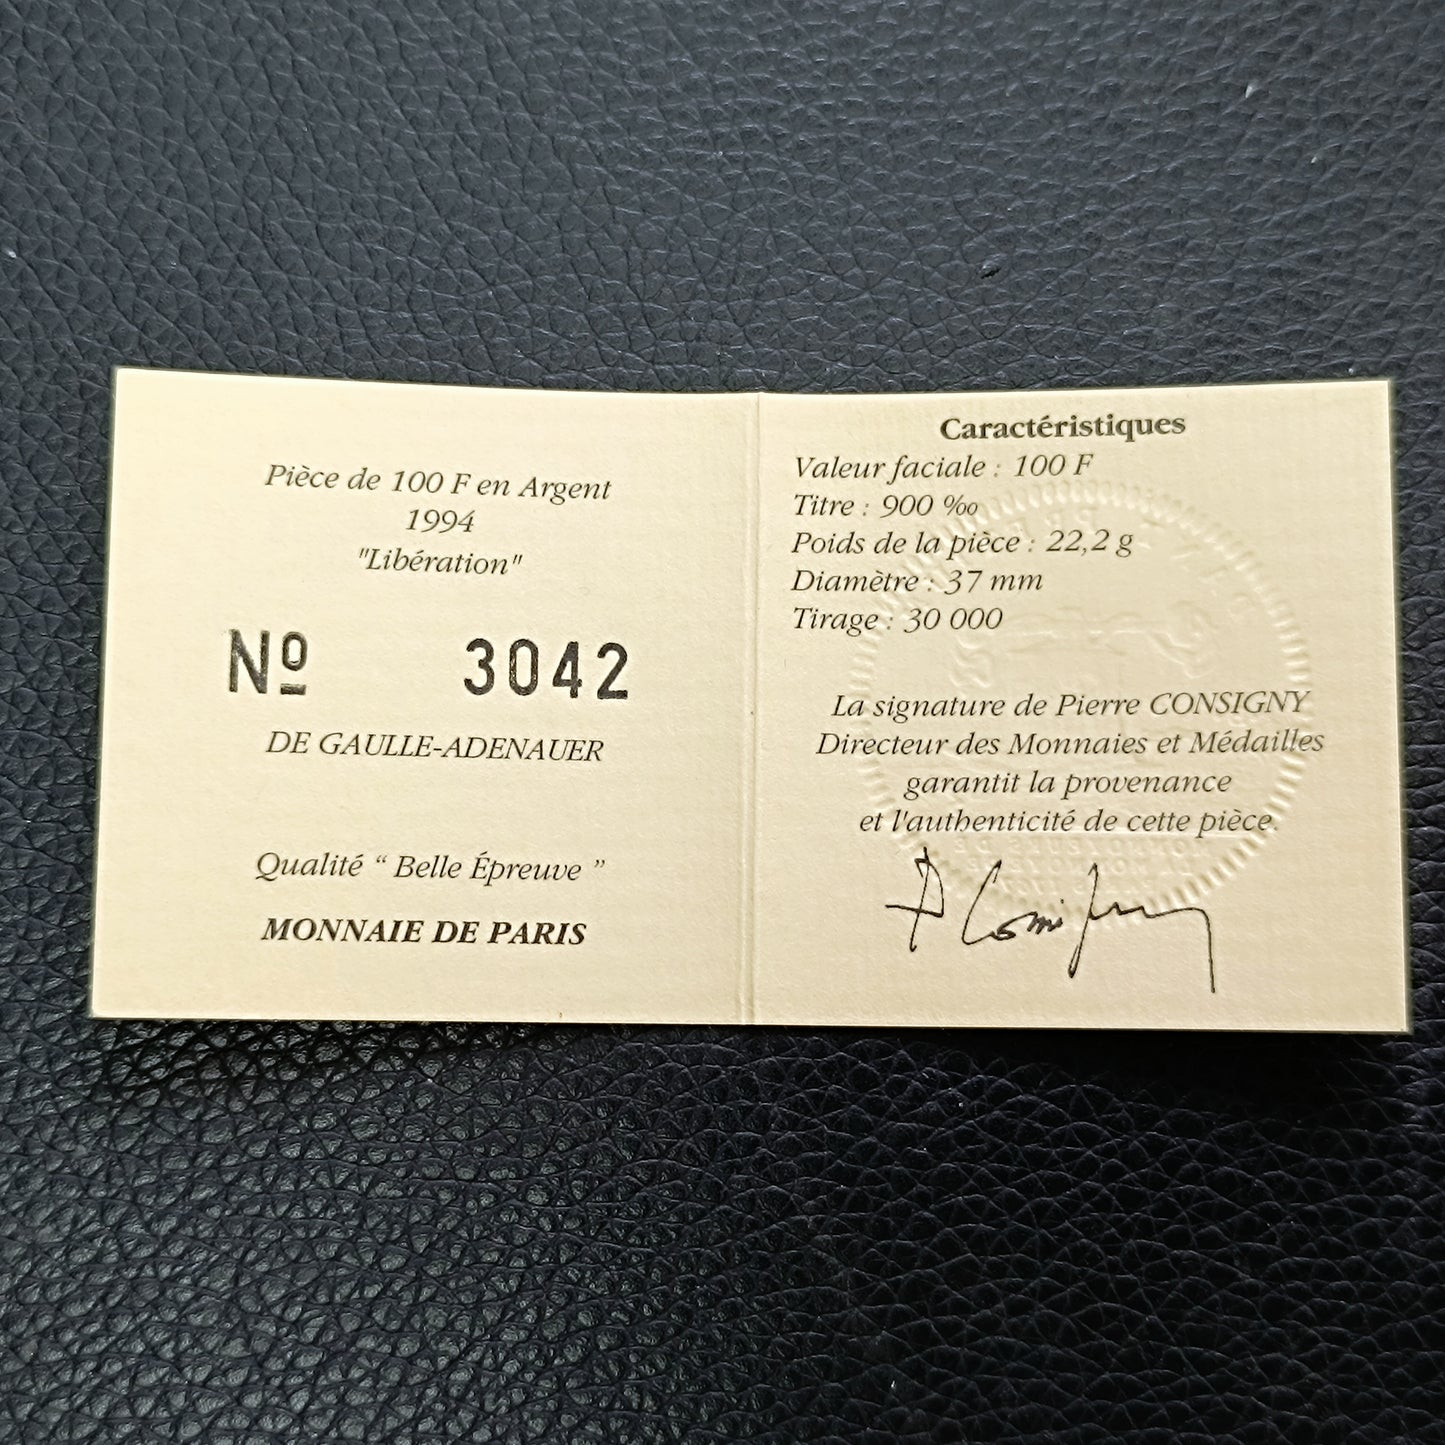 Pièce de 100 F en Argent
1994
"Libération"
Nº 3042
DE GAULLE-ADENAUER
Qualité “ Belle Épreuve ”
MONNAIE DE PARIS
Caractéristiques
Valeur faciale : 100 F
Titre : 900 ‰
Poids de la pièce : 22,2 g
Diamètre : 37 mm
Tirage : 30 000
La signature de Pierre CONSIGNY
Directeur des Monnaies et Médailles
garantit la provenance
et l'authenticité de cette pièce.